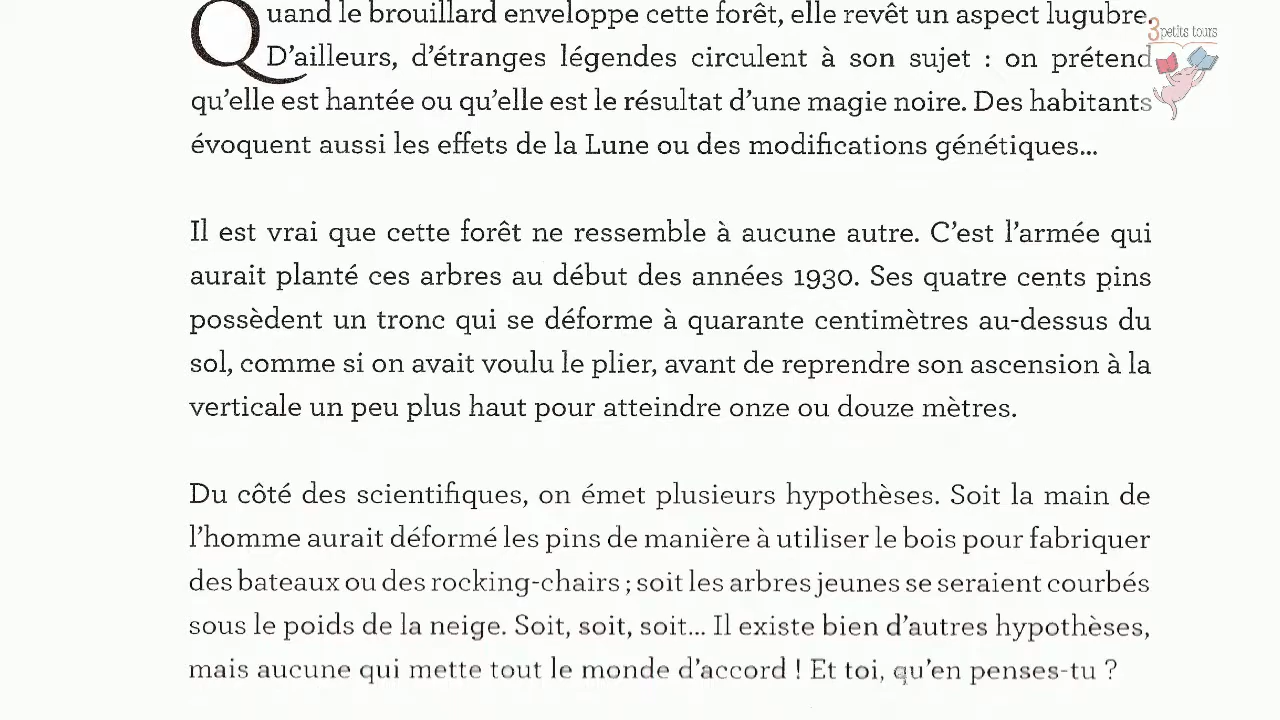 Quand le brouillard enveloppe cette forêt, elle revêt un aspect lugubre.
3 petits tours
D'ailleurs, d'étranges légendes circulent à son sujet : on prétend
qu'elle est hantée ou qu'elle est le résultat d'une magie noire. Des habitants
évoquent aussi les effets de la Lune ou des modifications génétiques...
Il est vrai que cette forêt ne ressemble à aucune autre. C'est l'armée qui
aurait planté ces arbres au début des années 1930. Ses quatre cents pins
possèdent un tronc qui se déforme à quarante centimètres au-dessus du
sol, comme si on avait voulu le plier, avant de reprendre son ascension à la
verticale un peu plus haut pour atteindre onze ou douze mètres.
Du côté des scientifiques, on émet plusieurs hypothèses. Soit la main de
l'homme aurait déformé les pins de manière à utiliser le bois pour fabriquer
des bateaux ou des rocking-chairs ; soit les arbres jeunes se seraient courbés
sous le poids de la neige. Soit, soit, soit... Il existe bien d'autres hypothèses,
mais aucune qui mette tout le monde d'accord ! Et toi, qu'en penses-tu ?